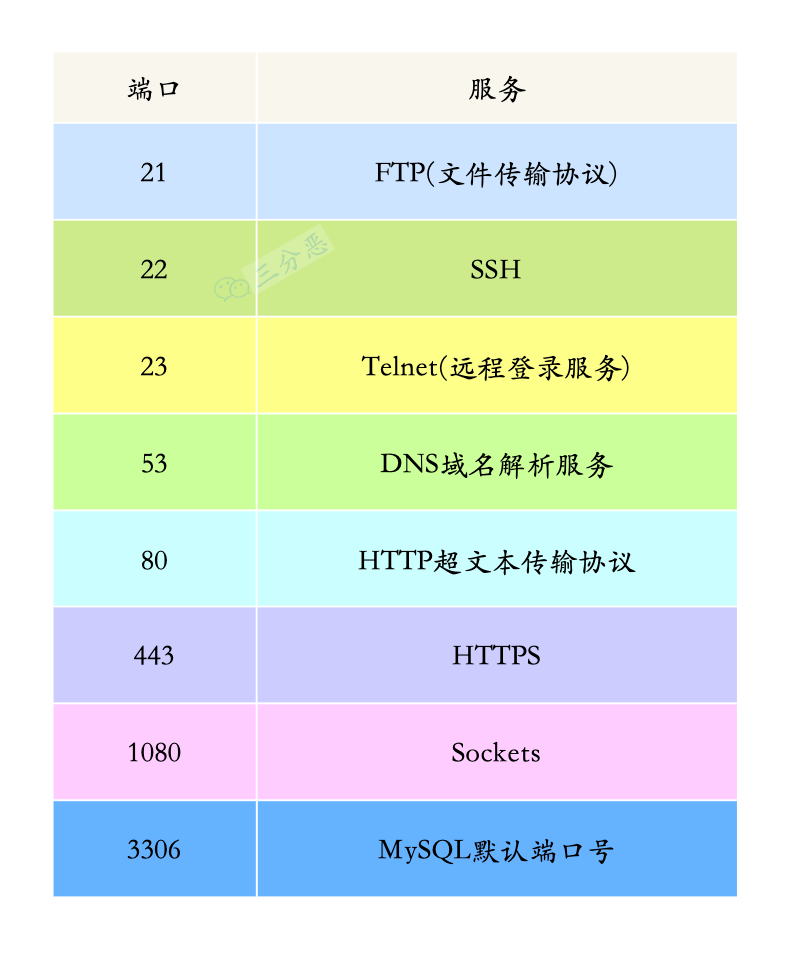 端口 服务
21 FTP(文件传输协议)
22 SSH
三分恶
23 Telnet(远程登录服务)
53 DNS域名解析服务
80 HTTP超文本传输协议
443 HTTPS
1080 Sockets
3306 MySQL默认端口号